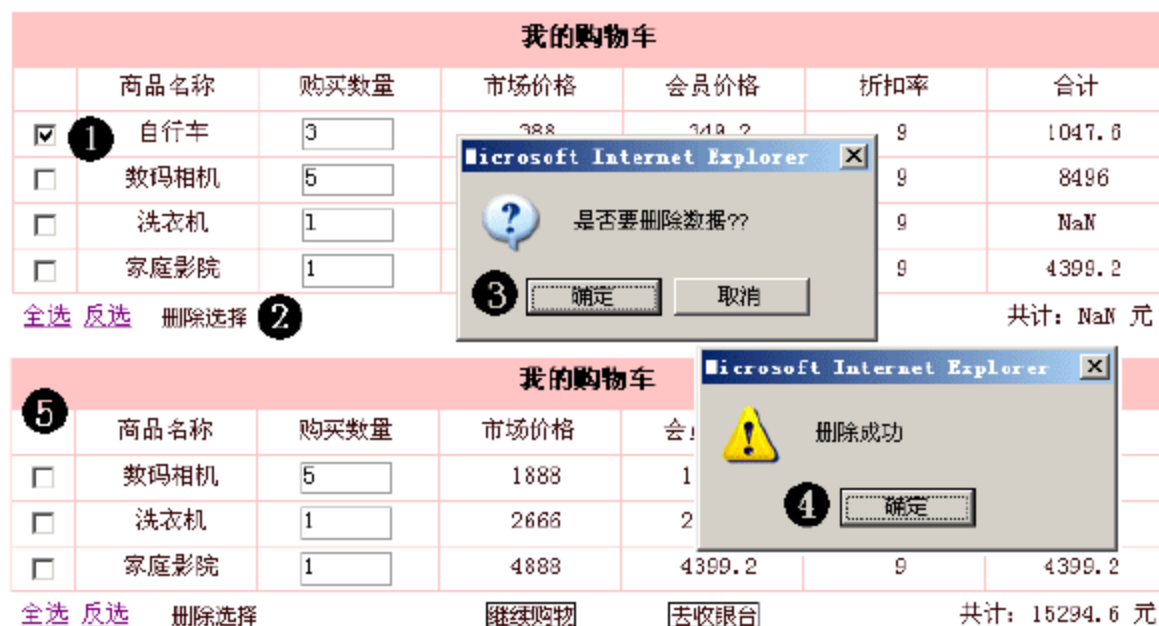 我的购物车
商品名称 购买数量 市场价格 会员价格 折扣率 合计
1 自行车 3 388 349.2 9 1047.6
Microsoft Internet Explorer
数码相机 5 9 8496
是否要删除数据??
洗衣机 1 9 NaN
家庭影院 1 9 4399.2
3 确定 取消
全选 反选 删除选择 2 共计: NaN 元
我的购物车
Microsoft Internet Explorer
5
商品名称 购买数量 市场价格 会
删除成功
数码相机 5 1888 1
4 确定
洗衣机 1 2666 2
家庭影院 1 4888 4399.2 9 4399.2
全选 反选 删除选择 继续购物 去收银台 共计: 15294.6 元